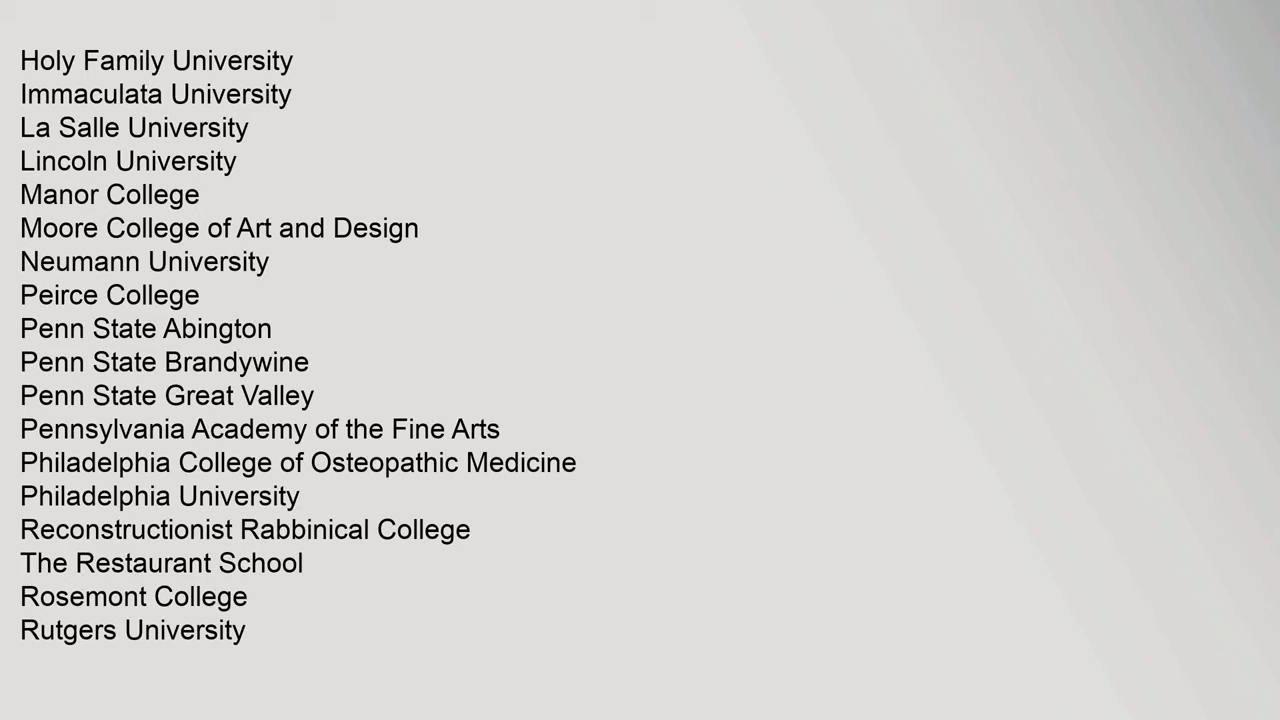 Holy Family University
Immaculata University
La Salle University
Lincoln University
Manor College
Moore College of Art and Design
Neumann University
Peirce College
Penn State Abington
Penn State Brandywine
Penn State Great Valley
Pennsylvania Academy of the Fine Arts
Philadelphia College of Osteopathic Medicine
Philadelphia University
Reconstructionist Rabbinical College
The Restaurant School
Rosemont College
Rutgers University